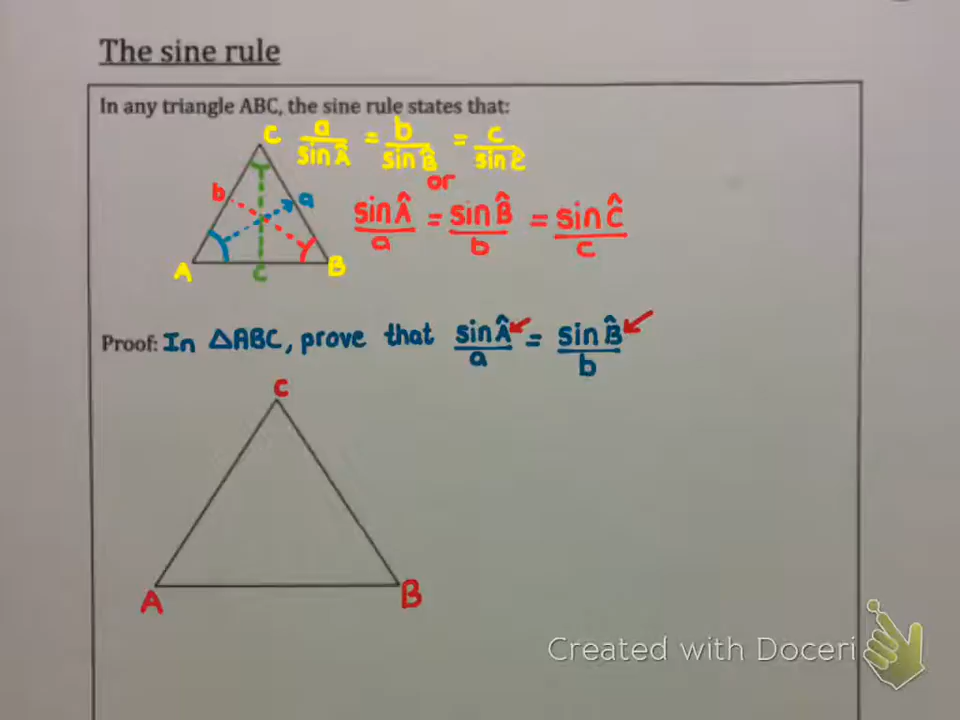 The sine rule
In any triangle ABC, the sine rule states that:
C a/sin Â = b/sin B̂ = c/sin Ĉ
or
b a
sin Â/a = sin B̂/b = sin Ĉ/c
A c B
Proof: In △ABC, prove that sin Â/a = sin B̂/b
C
A B
Created with Doceri